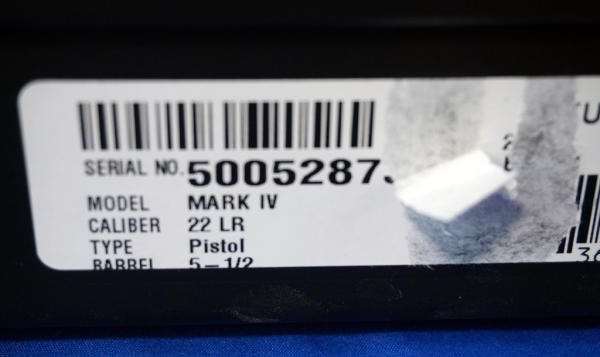 SERIAL NO. 5005287
MODEL MARK IV
CALIBER 22 LR
TYPE Pistol
BARREL 5-1/2